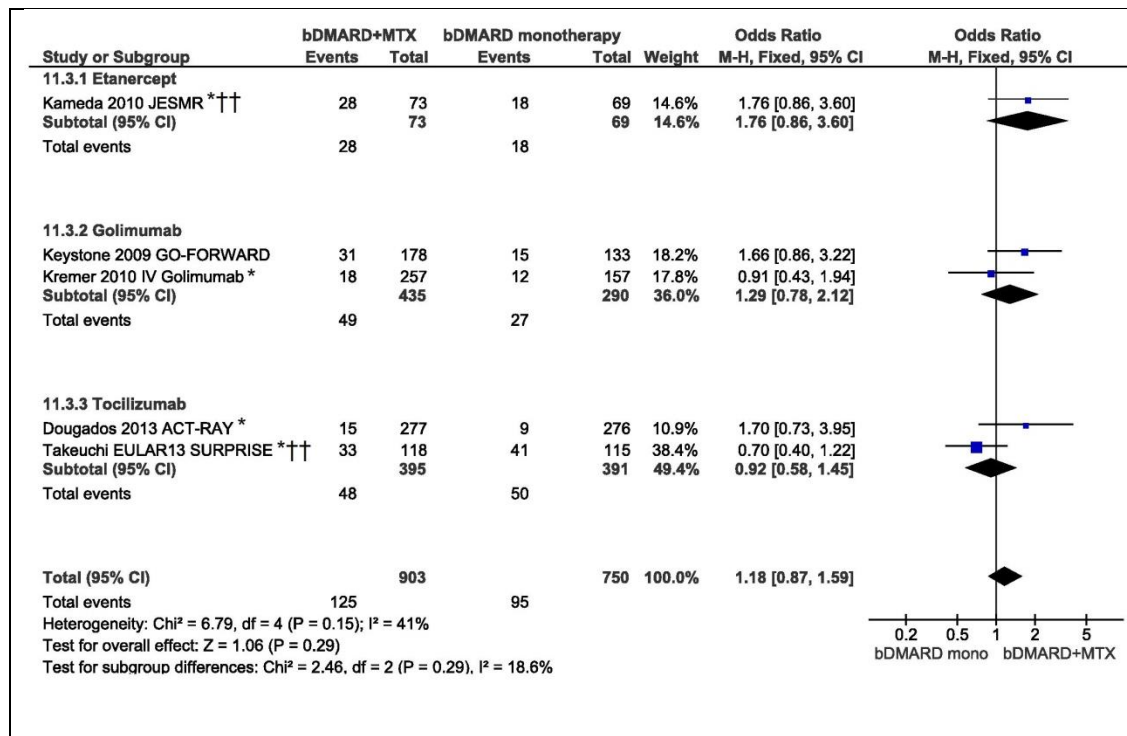 bDMARD+MTX bDMARD monotherapy Odds Ratio Odds Ratio
Study or Subgroup Events Total Events Total Weight M-H, Fixed, 95% CI M-H, Fixed, 95% CI
11.3.1 Etanercept
Kameda 2010 JESMR *†† 28 73 18 69 14.6% 1.76 [0.86, 3.60]
Subtotal (95% CI) 73 69 14.6% 1.76 [0.86, 3.60]
Total events 28 18
11.3.2 Golimumab
Keystone 2009 GO-FORWARD 31 178 15 133 18.2% 1.66 [0.86, 3.22]
Kremer 2010 IV Golimumab * 18 257 12 157 17.8% 0.91 [0.43, 1.94]
Subtotal (95% CI) 435 290 36.0% 1.29 [0.78, 2.12]
Total events 49 27
11.3.3 Tocilizumab
Dougados 2013 ACT-RAY * 15 277 9 276 10.9% 1.70 [0.73, 3.95]
Takeuchi EULAR13 SURPRISE *†† 33 118 41 115 38.4% 0.70 [0.40, 1.22]
Subtotal (95% CI) 395 391 49.4% 0.92 [0.58, 1.45]
Total events 48 50
Total (95% CI) 903 750 100.0% 1.18 [0.87, 1.59]
Total events 125 95
Heterogeneity: Chi² = 6.79, df = 4 (P = 0.15); I² = 41%
Test for overall effect: Z = 1.06 (P = 0.29)
Test for subgroup differences: Chi² = 2.46, df = 2 (P = 0.29), I² = 18.6%
0.2 0.5 1 2 5
bDMARD mono bDMARD+MTX